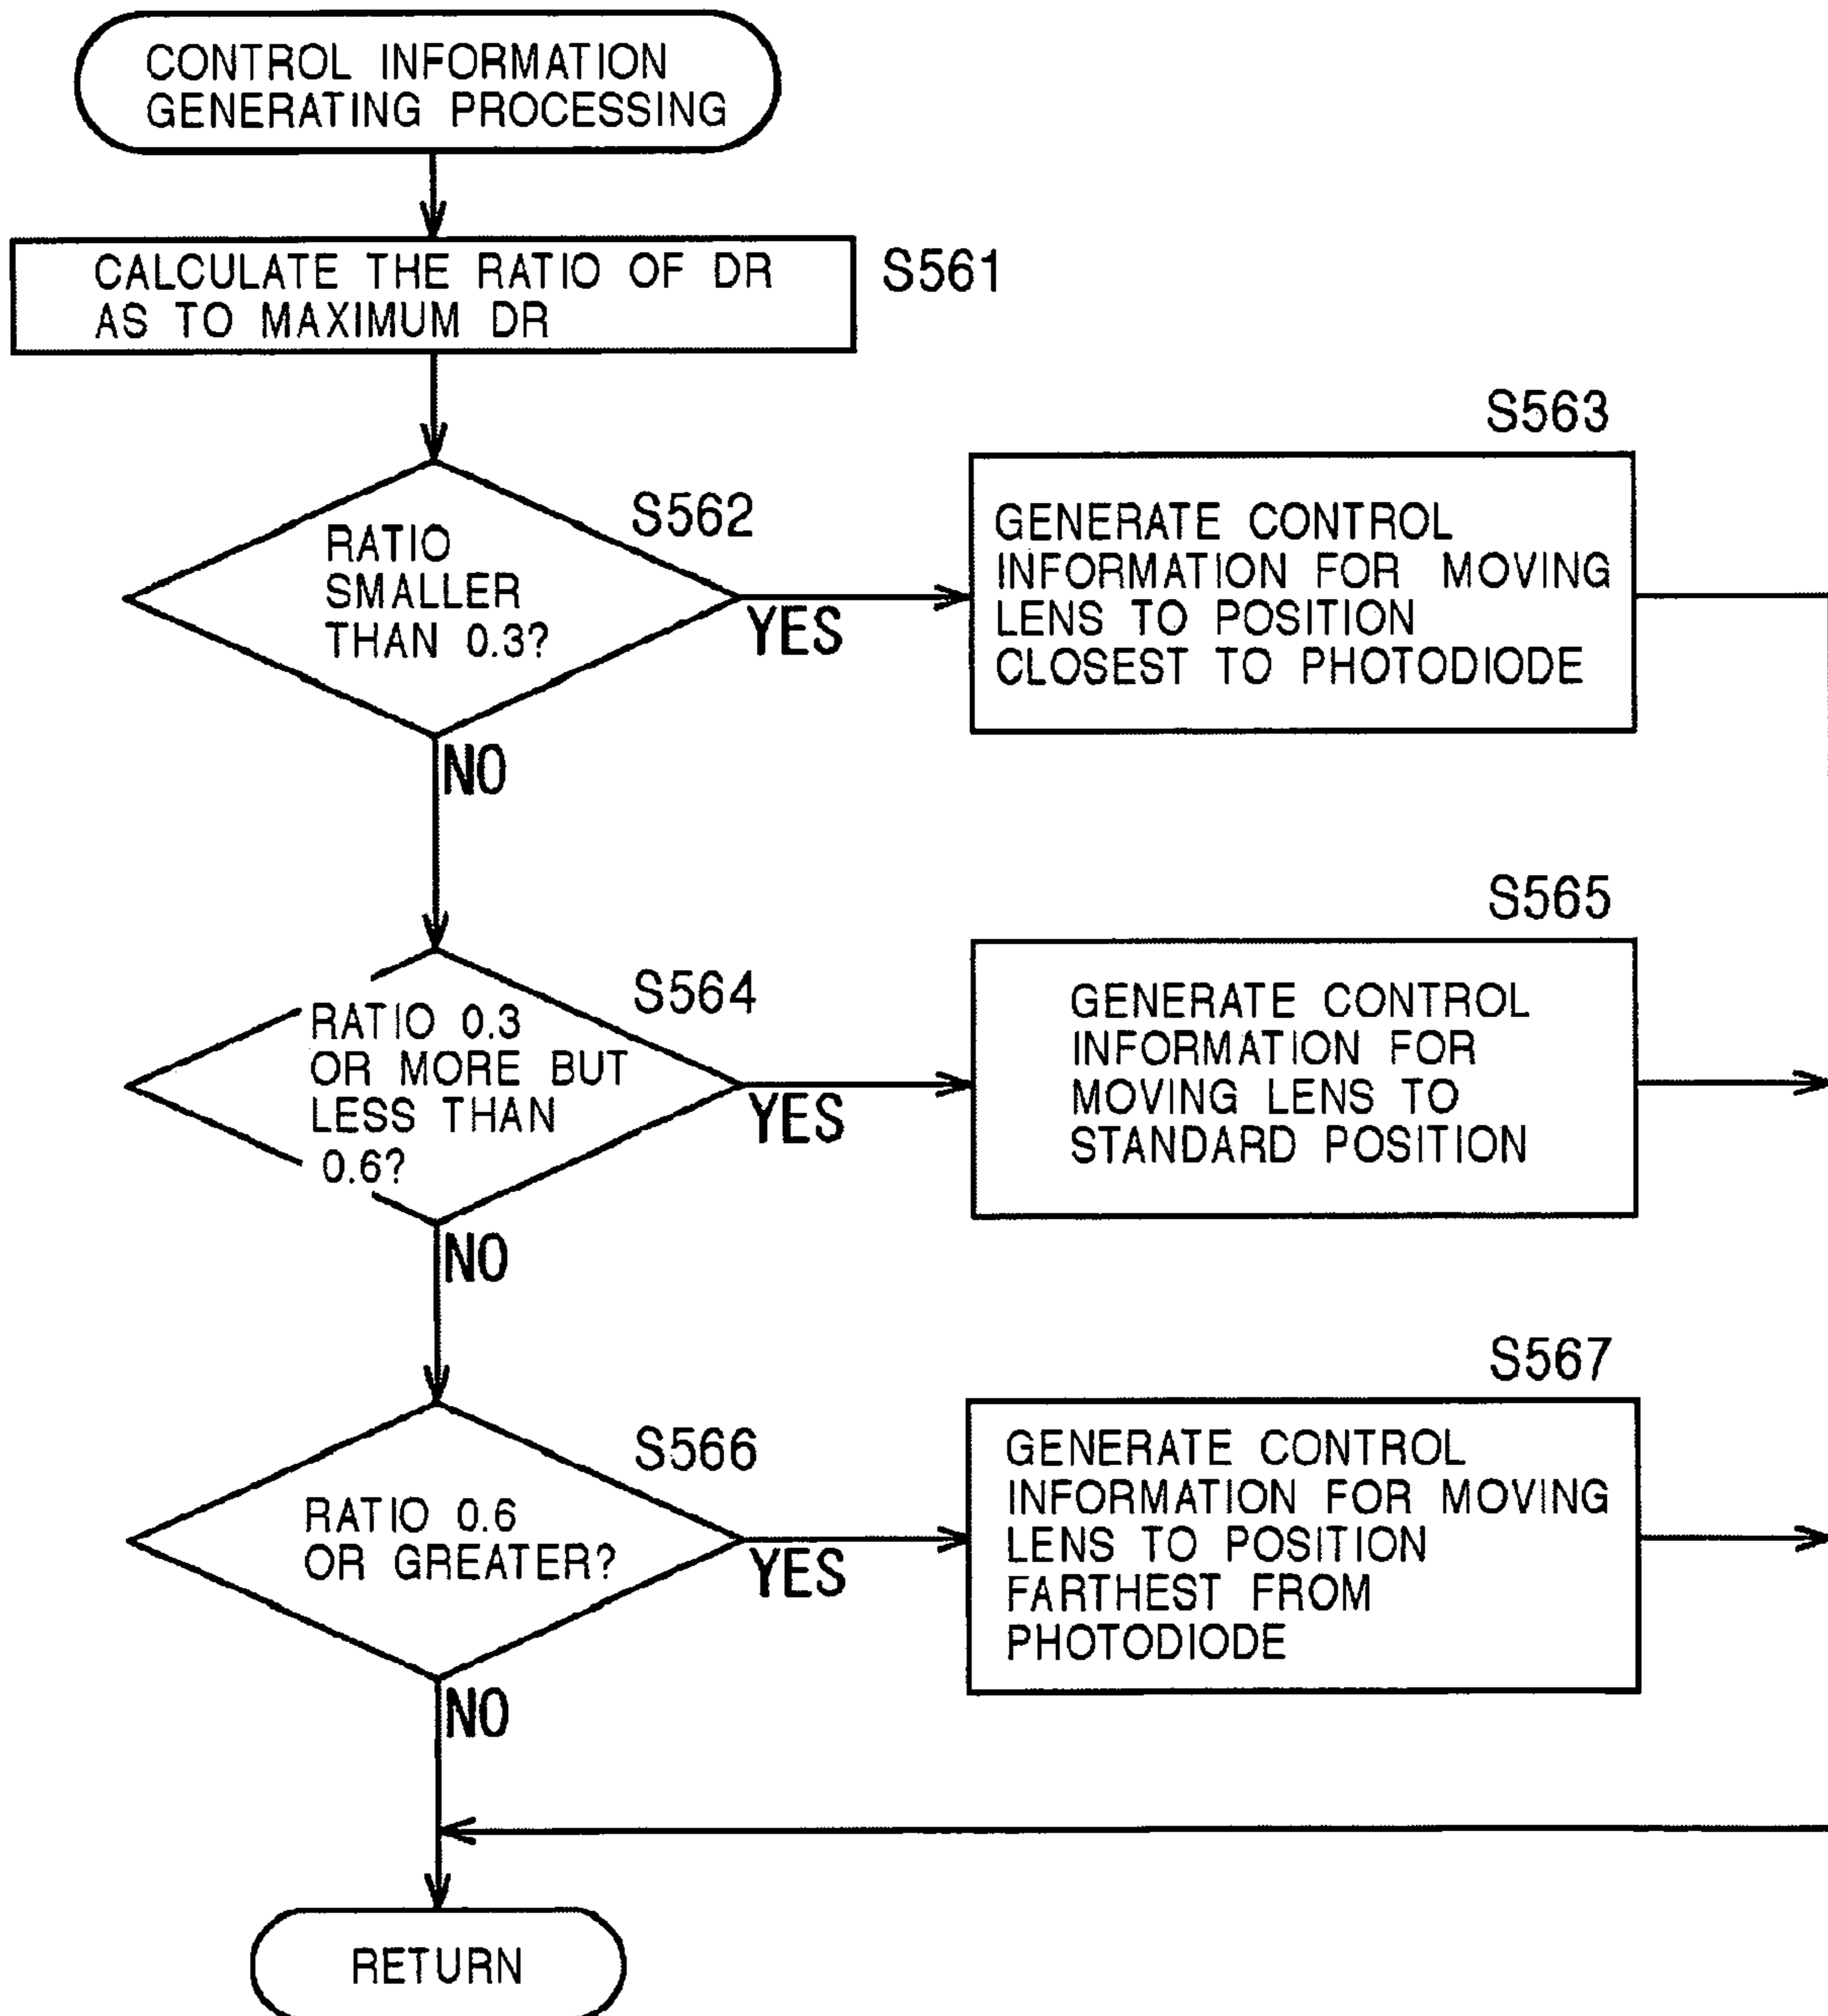 CONTROL INFORMATION
GENERATING PROCESSING
CALCULATE THE RATIO OF DR
AS TO MAXIMUM DR
S561
S562
RATIO
SMALLER
THAN 0.3?
YES
NO
S563
GENERATE CONTROL
INFORMATION FOR MOVING
LENS TO POSITION
CLOSEST TO PHOTODIODE
S564
RATIO 0.3
OR MORE BUT
LESS THAN
0.6?
YES
NO
S565
GENERATE CONTROL
INFORMATION FOR
MOVING LENS TO
STANDARD POSITION
S566
RATIO 0.6
OR GREATER?
YES
NO
S567
GENERATE CONTROL
INFORMATION FOR MOVING
LENS TO POSITION
FARTHEST FROM
PHOTODIODE
RETURN